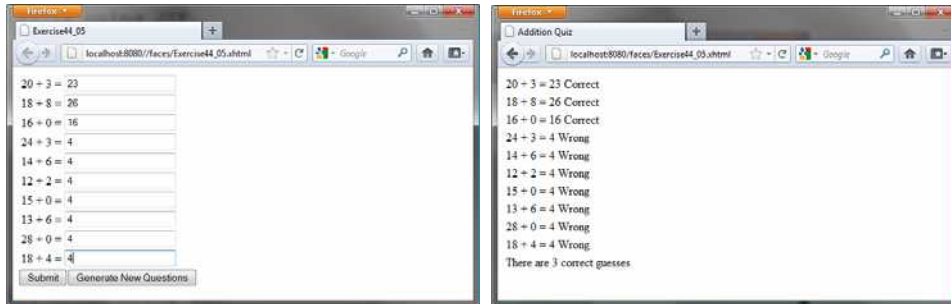 Firefox
Exercise44_05
+
localhost:8080//faces/Exercise44_05.xhtml
Google
20 + 3 = 23
18 + 8 = 26
16 + 0 = 16
24 + 3 = 4
14 + 6 = 4
12 + 2 = 4
15 + 0 = 4
13 + 6 = 4
28 + 0 = 4
18 + 4 = 4
Submit Generate New Questions
Firefox
Addition Quiz
+
localhost:8080/faces/Exercise44_05.xhtml
Google
20 + 3 = 23 Correct
18 + 8 = 26 Correct
16 + 0 = 16 Correct
24 + 3 = 4 Wrong
14 + 6 = 4 Wrong
12 + 2 = 4 Wrong
15 + 0 = 4 Wrong
13 + 6 = 4 Wrong
28 + 0 = 4 Wrong
18 + 4 = 4 Wrong
There are 3 correct guesses